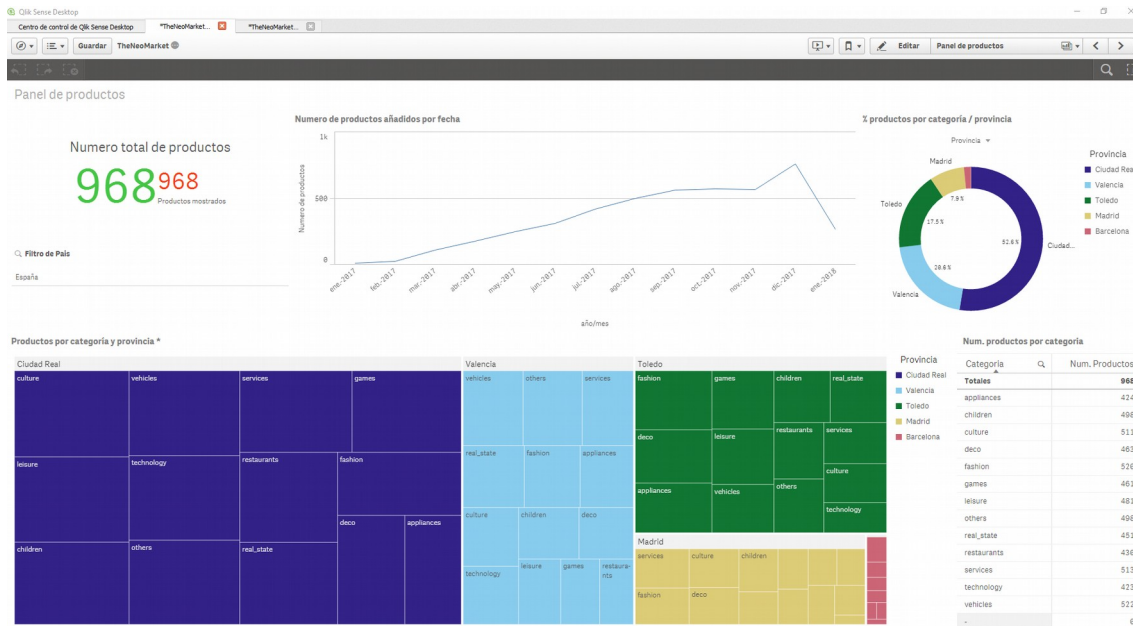 Qlik Sense Desktop
Centro de control de Qlik Sense Desktop
*TheNeoMarket...
*TheNeoMarket...
Guardar
TheNeoMarket
Editar
Panel de productos
Panel de productos
Numero total de productos
968
968
Productos mostrados
Filtro de País
España
Numero de productos añadidos por fecha
Numero de productos
1k
500
0
ene.-2017
feb.-2017
mar.-2017
abr.-2017
may.-2017
jun.-2017
jul.-2017
ago.-2017
sep.-2017
oct.-2017
nov.-2017
dic.-2017
ene.-2018
año/mes
% productos por categoría / provincia
Provincia
Madrid
Toledo
Valencia
Ciudad...
7.9%
17.5%
20.6%
52.6%
Provincia
Ciudad Rea
Valencia
Toledo
Madrid
Barcelona
Productos por categoría y provincia *
Ciudad Real
culture
vehicles
services
games
leisure
technology
restaurants
fashion
deco
appliances
children
others
real_state
Valencia
vehicles
others
services
real_state
fashion
appliances
culture
children
deco
technology
leisure
games
restaura-
nts
Toledo
fashion
games
children
real_state
deco
leisure
restaurants
services
culture
appliances
vehicles
others
technology
Madrid
services
culture
children
fashion
deco
Provincia
Ciudad Real
Valencia
Toledo
Madrid
Barcelona
Num. productos por categoria
Categoría Num. Productos
Totales 968
appliances 424
children 498
culture 511
deco 463
fashion
games 461
leisure 481
others 498
real_state 451
restaurants
services 513
technology 423
vehicles 522
-